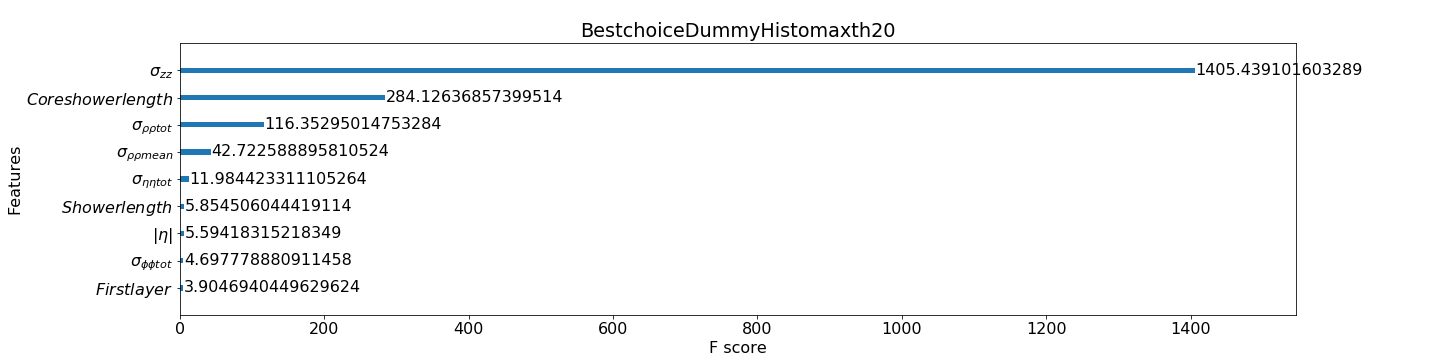 BestchoiceDummyHistomaxth20
σzz 1405.439101603289
Coreshowerlength 284.12636857399514
σρρtot 116.35295014753284
σρρmean 42.722588895810524
σηηtot 11.984423311105264
Showerlength 5.854506044419114
|η| 5.59418315218349
σϕϕtot 4.697778880911458
Firstlayer 3.9046940449629624
Features
0 200 400 600 800 1000 1200 1400
F score